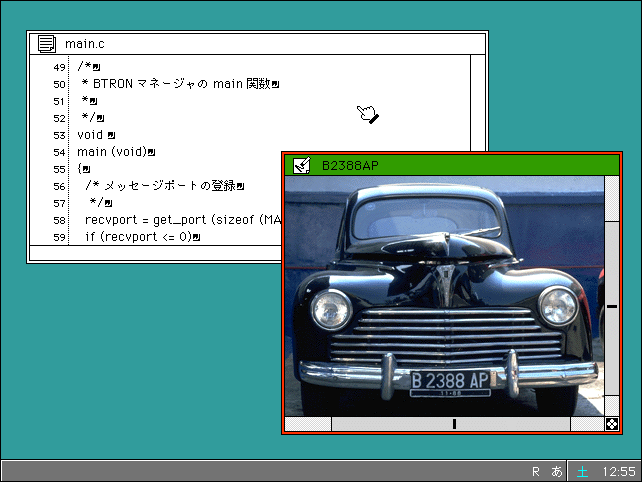 main.c
49 /*
50 * BTRON マネージャの main 関数
51 *
52 */
53 void
54 main (void)
55 {
56 /* メッセージポートの登録
57 */
58 recvport = get_port (sizeof (MA
59 if (recvport <= 0)
B2388AP
B 2388 AP
11-88
R あ 土 12:55